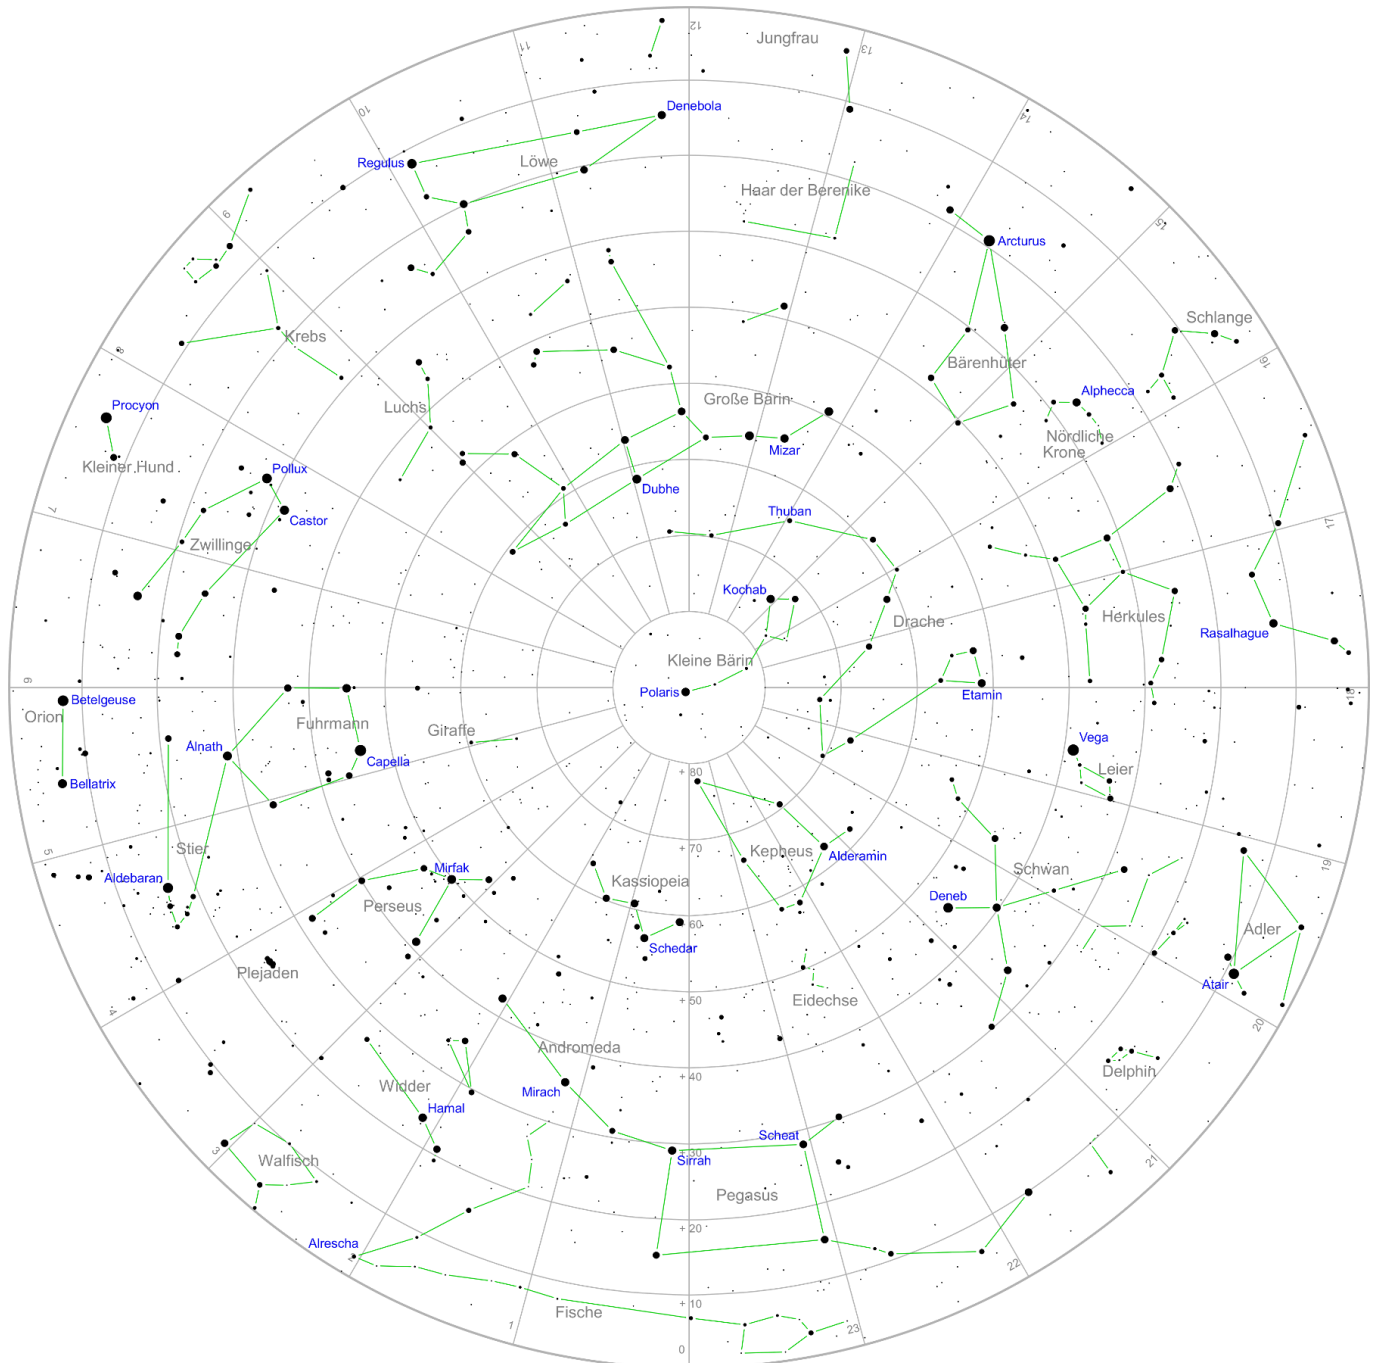 12
Jungfrau
11
13
10
14
Denebola
Regulus
Löwe
Haar der Berenike
9
15
Arcturus
Schlange
Krebs
8
16
Bärenhüter
Procyon
Luchs
Große Bärin
Alphecca
Nördliche
Krone
Mizar
Kleiner Hund
Pollux
Dubhe
Castor
Thuban
7
17
Zwillinge
Kochab
Drache
Herkules
Rasalhague
Kleine Bärin
6
Polaris
Etamin
18
Betelgeuse
Orion
Fuhrmann
Giraffe
Alnath
Capella
Vega
Leier
Bellatrix
+ 80
5
Stier
+ 70
Kepheus
Alderamin
19
Aldebaran
Mirfak
Kassiopeia
Schwan
Perseus
Deneb
+ 60
Schedar
Adler
Plejaden
Atair
+ 50
Eidechse
4
20
Andromeda
+ 40
Widder
Mirach
Delphin
Hamal
Scheat
3
Walfisch
+ 30
Sirrah
21
Pegasus
+ 20
Alrescha
2
22
+ 10
Fische
1
23
0